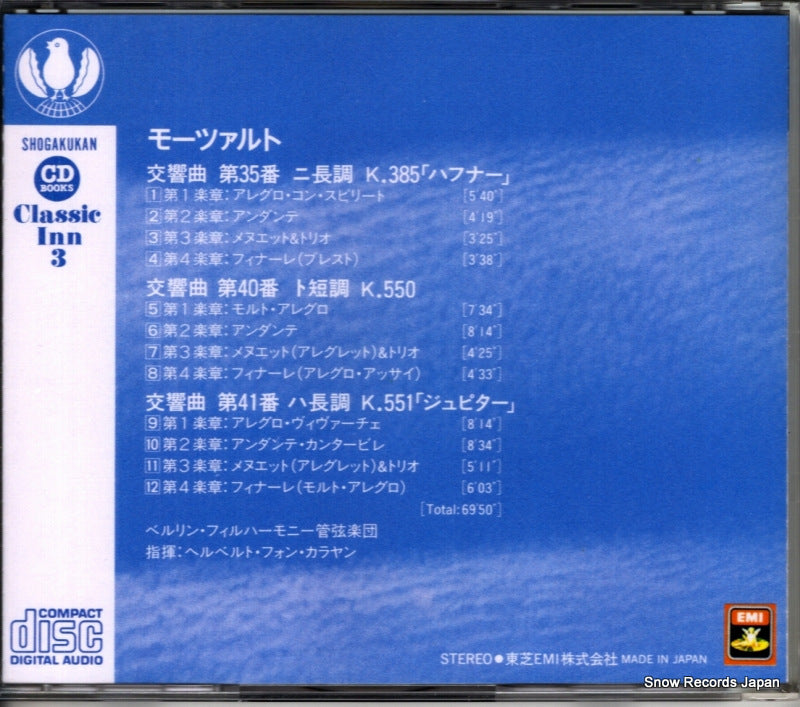 SHOGAKUKAN
CD
BOOKS
Classic
Inn
3
モーツァルト
交響曲 第35番 ニ長調 K.385「ハフナー」
1 第1楽章:アレグロ・コン・スピリート [5′40″]
2 第2楽章:アンダンテ [4′19″]
3 第3楽章:メヌエット&トリオ [3′25″]
4 第4楽章:フィナーレ(プレスト) [3′38″]
交響曲 第40番 ト短調 K.550
5 第1楽章:モルト・アレグロ [7′34″]
6 第2楽章:アンダンテ [8′14″]
7 第3楽章:メヌエット(アレグレット)&トリオ [4′25″]
8 第4楽章:フィナーレ(アレグロ・アッサイ) [4′33″]
交響曲 第41番 ハ長調 K.551「ジュピター」
9 第1楽章:アレグロ・ヴィヴァーチェ [8′14″]
10 第2楽章:アンダンテ・カンタービレ [8′34″]
11 第3楽章:メヌエット(アレグレット)&トリオ [5′11″]
12 第4楽章:フィナーレ(モルト・アレグロ) [6′03″]
[Total:69′50″]
ベルリン・フィルハーモニー管弦楽団
指揮:ヘルベルト・フォン・カラヤン
COMPACT
disc
DIGITAL AUDIO
EMI
STEREO●東芝EMI株式会社 MADE IN JAPAN
Snow Records Japan